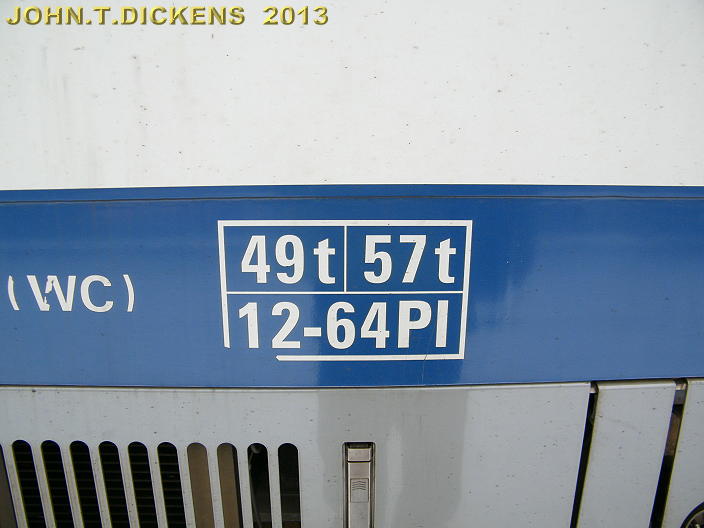 JOHN.T.DICKENS 2013
49t 57t
(WC)
12-64PI